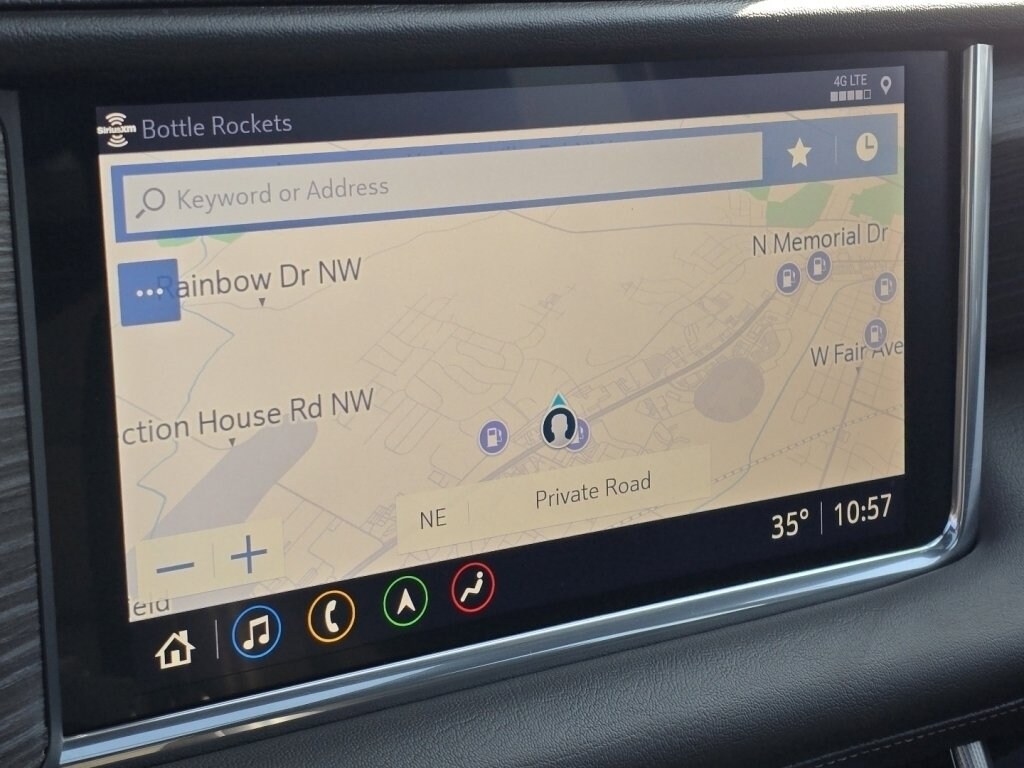 4G LTE
SiriusXM Bottle Rockets
Keyword or Address
N Memorial Dr
Rainbow Dr NW
W Fair Ave
ction House Rd NW
NE Private Road
35° 10:57
eld